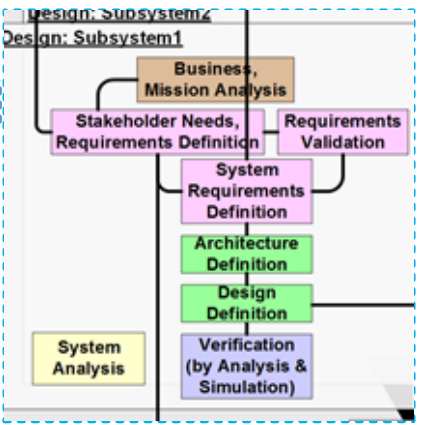 Design: Subsystem2
Design: Subsystem1
Business,
Mission Analysis
Stakeholder Needs,
Requirements Definition
Requirements
Validation
System
Requirements
Definition
Architecture
Definition
Design
Definition
System
Analysis
Verification
(by Analysis &
Simulation)